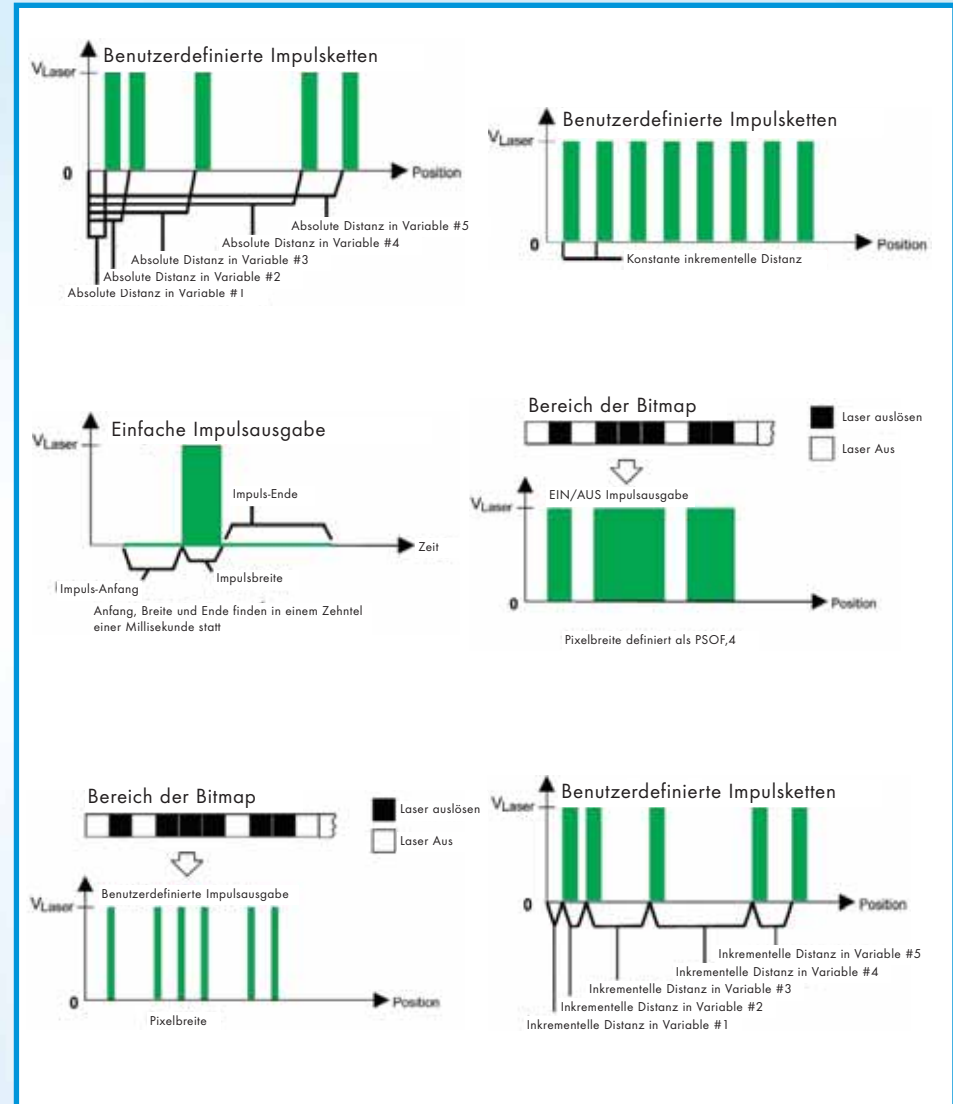 Benutzerdefinierte Impulsketten
VLaser
0
Position
Absolute Distanz in Variable #5
Absolute Distanz in Variable #4
Absolute Distanz in Variable #3
Absolute Distanz in Variable #2
Absolute Distanz in Variable #1
Benutzerdefinierte Impulsketten
VLaser
0
Position
Konstante inkrementelle Distanz
Einfache Impulsausgabe
VLaser
Impuls-Ende
Zeit
Impuls-Anfang
Impulsbreite
Anfang, Breite und Ende finden in einem Zehntel
einer Millisekunde statt
Bereich der Bitmap
Laser auslösen
Laser Aus
EIN/AUS Impulsausgabe
VLaser
0
Position
Pixelbreite definiert als PSOF,4
Bereich der Bitmap
Laser auslösen
Laser Aus
Benutzerdefinierte Impulsausgabe
VLaser
0
Position
Pixelbreite
Benutzerdefinierte Impulsketten
VLaser
0
Position
Inkrementelle Distanz in Variable #5
Inkrementelle Distanz in Variable #4
Inkrementelle Distanz in Variable #3
Inkrementelle Distanz in Variable #2
Inkrementelle Distanz in Variable #1